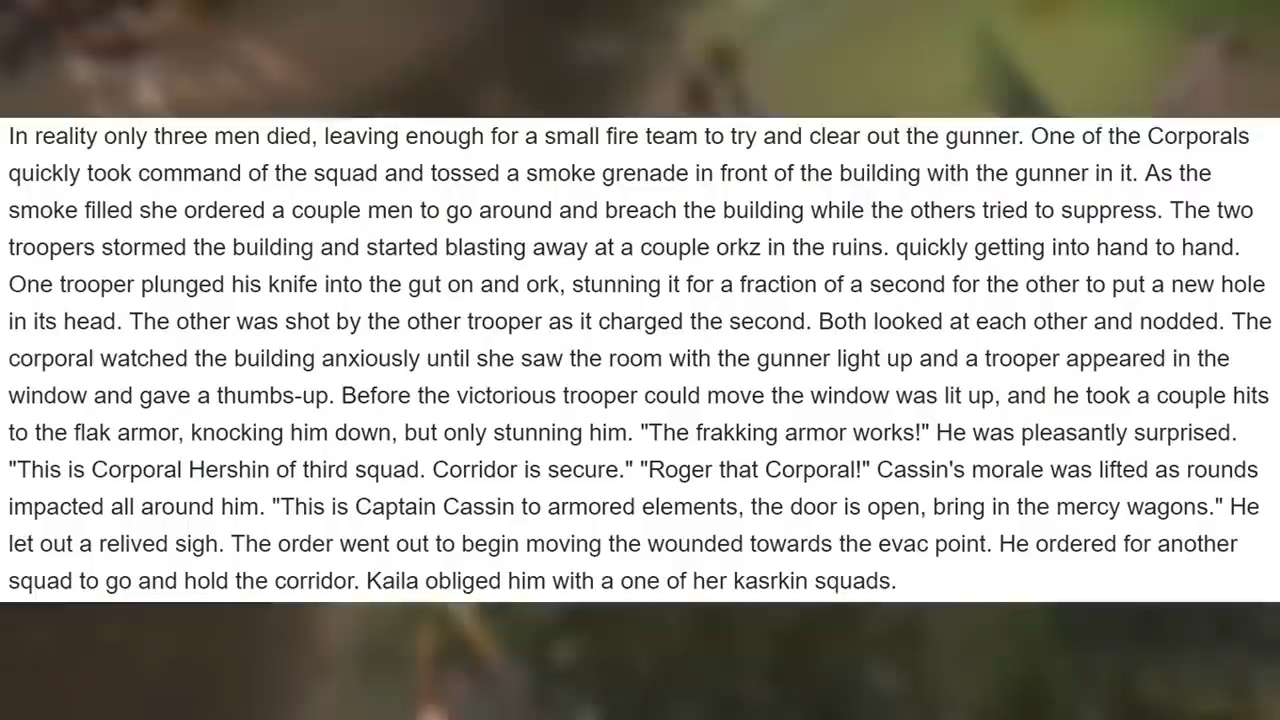 In reality only three men died, leaving enough for a small fire team to try and clear out the gunner. One of the Corporals
quickly took command of the squad and tossed a smoke grenade in front of the building with the gunner in it. As the
smoke filled she ordered a couple men to go around and breach the building while the others tried to suppress. The two
troopers stormed the building and started blasting away at a couple orkz in the ruins. quickly getting into hand to hand.
One trooper plunged his knife into the gut on and ork, stunning it for a fraction of a second for the other to put a new hole
in its head. The other was shot by the other trooper as it charged the second. Both looked at each other and nodded. The
corporal watched the building anxiously until she saw the room with the gunner light up and a trooper appeared in the
window and gave a thumbs-up. Before the victorious trooper could move the window was lit up, and he took a couple hits
to the flak armor, knocking him down, but only stunning him. "The frakking armor works!" He was pleasantly surprised.
"This is Corporal Hershin of third squad. Corridor is secure." "Roger that Corporal!" Cassin's morale was lifted as rounds
impacted all around him. "This is Captain Cassin to armored elements, the door is open, bring in the mercy wagons." He
let out a relived sigh. The order went out to begin moving the wounded towards the evac point. He ordered for another
squad to go and hold the corridor. Kaila obliged him with a one of her kasrkin squads.